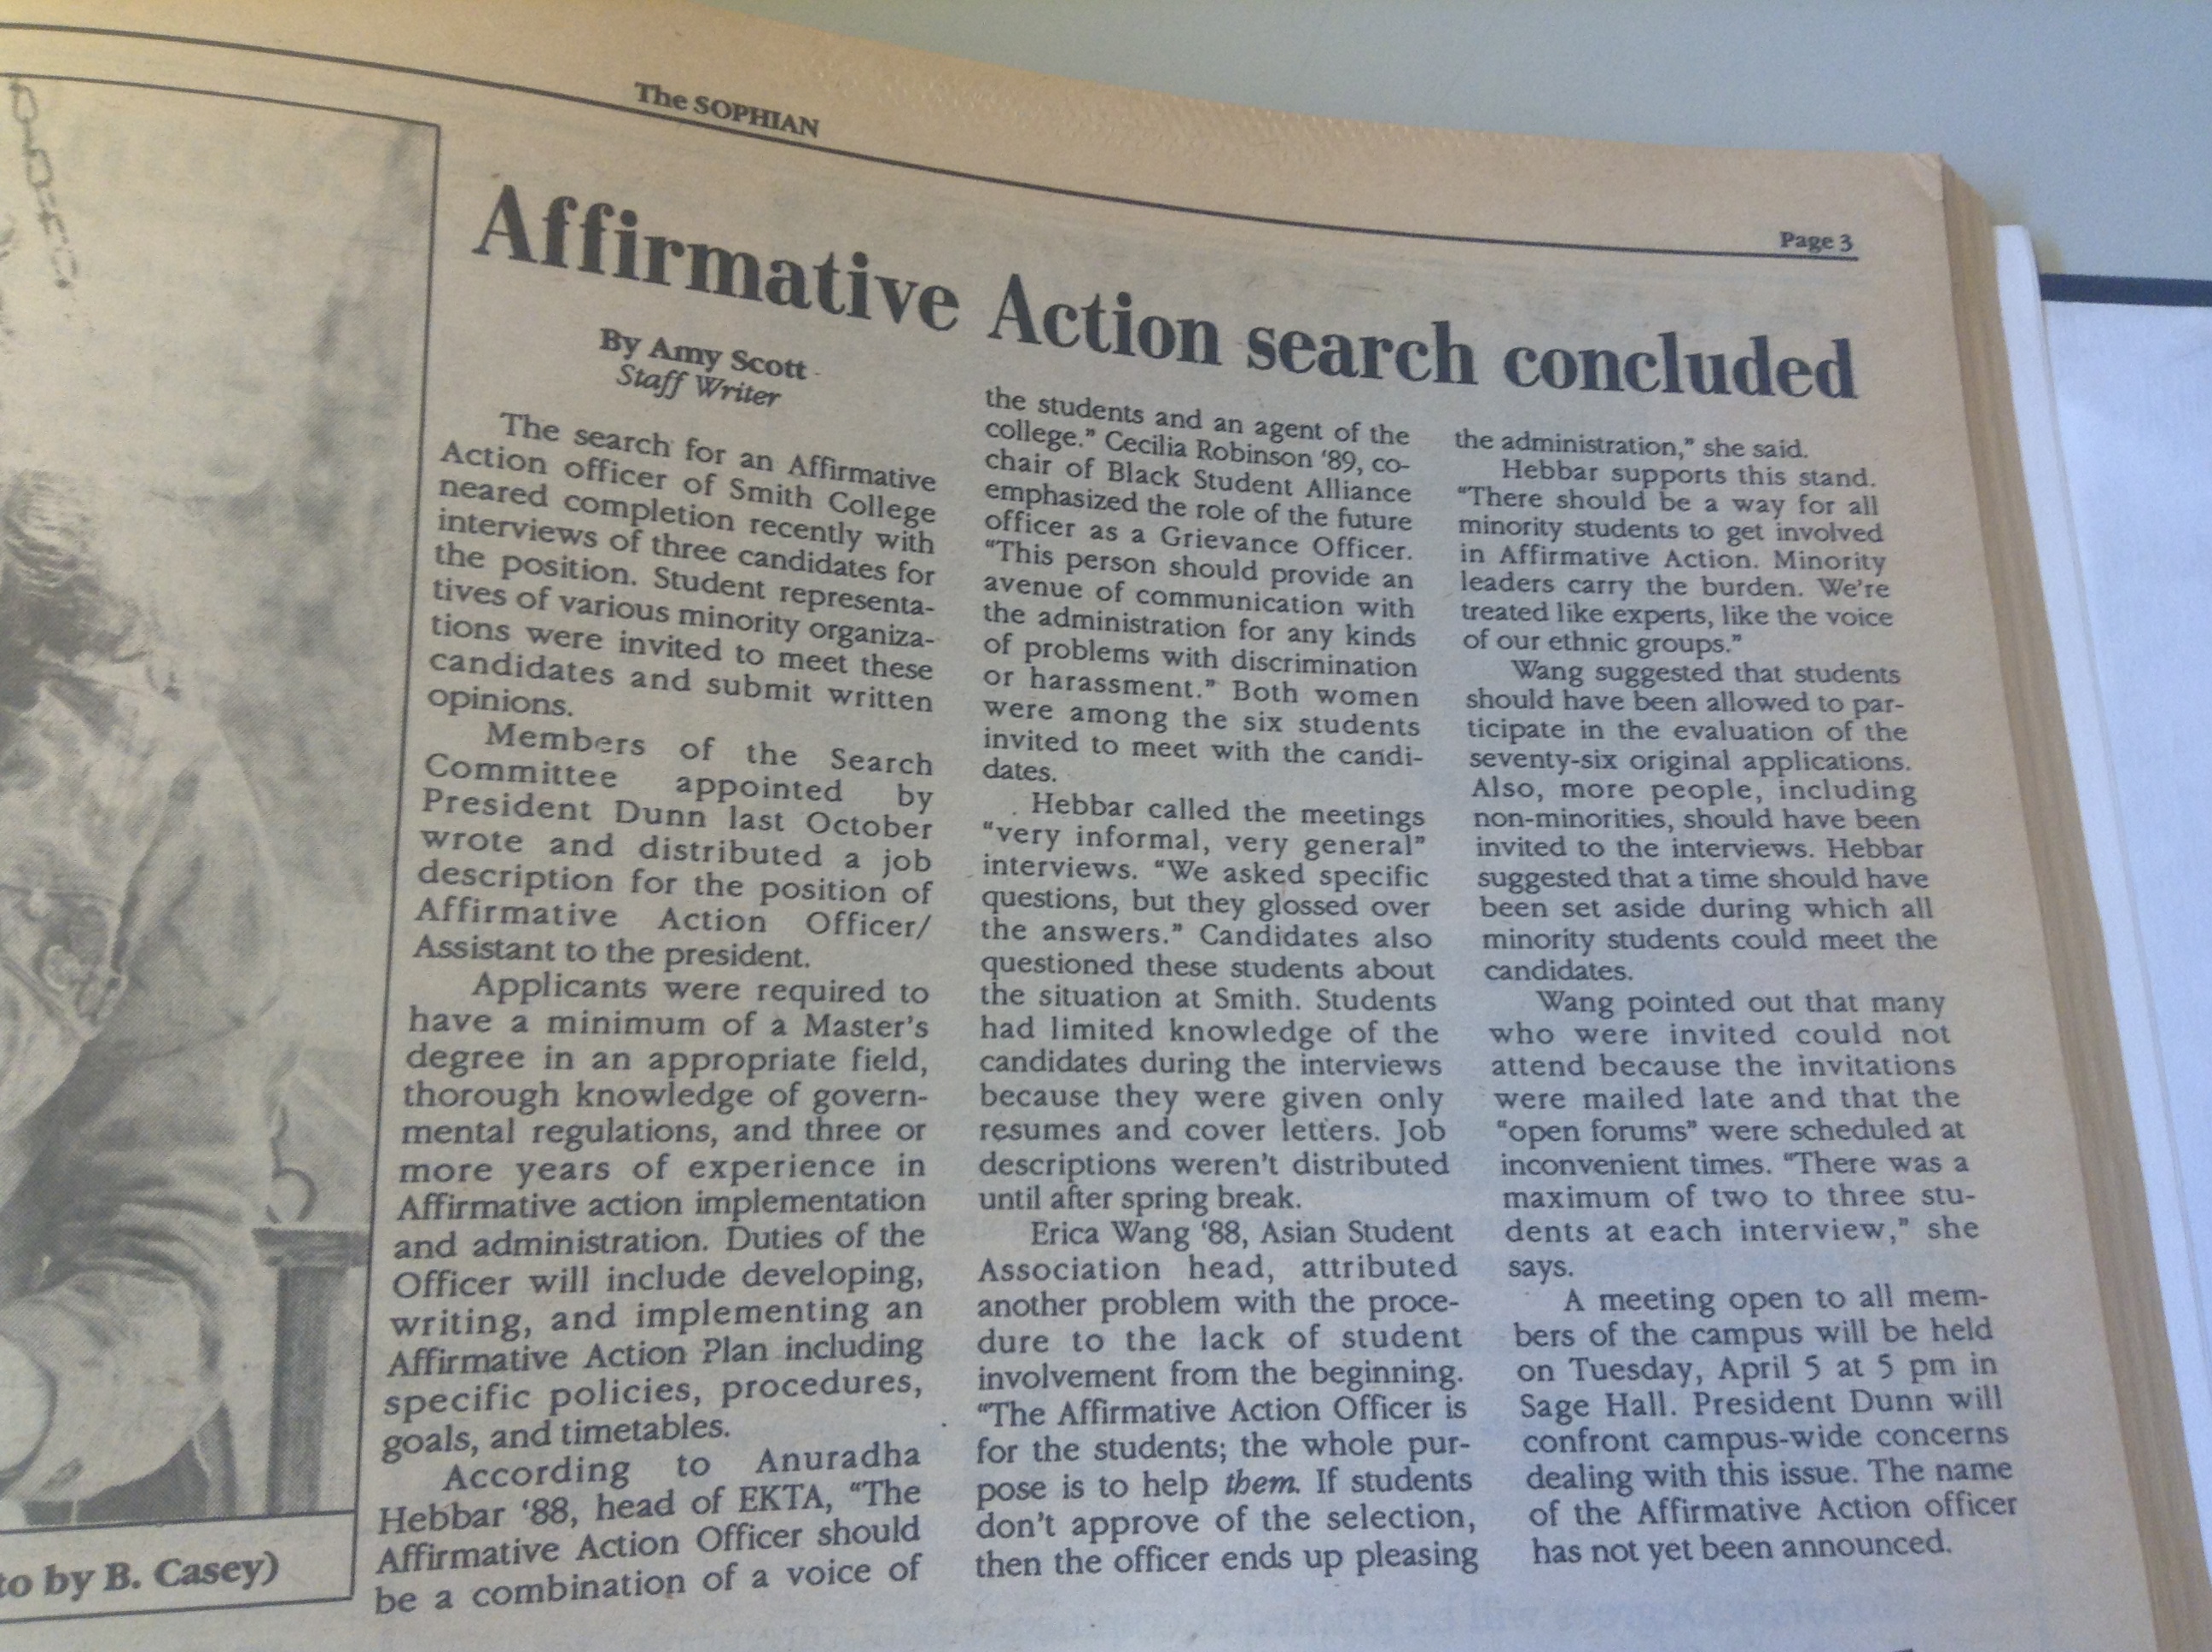 The SOPHIAN
Page 3
Affirmative Action search concluded
By Amy Scott
Staff Writer
The search for an Affirmative
Action officer of Smith College
neared completion recently with
interviews of three candidates for
the position. Student representa-
tives of various minority organiza-
tions were invited to meet these
candidates and submit written
opinions.
Members of the Search
Committee appointed by
President Dunn last October
wrote and distributed a job
description for the position of
Affirmative Action Officer/
Assistant to the president.
Applicants were required to
have a minimum of a Master's
degree in an appropriate field,
thorough knowledge of govern-
mental regulations, and three or
more years of experience in
Affirmative action implementation
and administration. Duties of the
Officer will include developing,
writing, and implementing an
Affirmative Action Plan including
specific policies, procedures,
goals, and timetables.
According to Anuradha
Hebbar '88, head of EKTA, "The
Affirmative Action Officer should
be a combination of a voice of
the students and an agent of the
college." Cecilia Robinson '89, co-
chair of Black Student Alliance
emphasized the role of the future
officer as a Grievance Officer.
"This person should provide an
avenue of communication with
the administration for any kinds
of problems with discrimination
or harassment." Both women
were among the six students
invited to meet with the candi-
dates.
Hebbar called the meetings
"very informal, very general"
interviews. "We asked specific
questions, but they glossed over
the answers." Candidates also
questioned these students about
the situation at Smith. Students
had limited knowledge of the
candidates during the interviews
because they were given only
resumes and cover letters. Job
descriptions weren't distributed
until after spring break.
Erica Wang '88, Asian Student
Association head, attributed
another problem with the proce-
dure to the lack of student
involvement from the beginning.
"The Affirmative Action Officer is
for the students; the whole pur-
pose is to help them. If students
don't approve of the selection,
then the officer ends up pleasing
the administration," she said.
Hebbar supports this stand.
"There should be a way for all
minority students to get involved
in Affirmative Action. Minority
leaders carry the burden. We're
treated like experts, like the voice
of our ethnic groups."
Wang suggested that students
should have been allowed to par-
ticipate in the evaluation of the
seventy-six original applications.
Also, more people, including
non-minorities, should have been
invited to the interviews. Hebbar
suggested that a time should have
been set aside during which all
minority students could meet the
candidates.
Wang pointed out that many
who were invited could not
attend because the invitations
were mailed late and that the
"open forums" were scheduled at
inconvenient times. "There was a
maximum of two to three stu-
dents at each interview," she
says.
A meeting open to all mem-
bers of the campus will be held
on Tuesday, April 5 at 5 pm in
Sage Hall. President Dunn will
confront campus-wide concerns
dealing with this issue. The name
of the Affirmative Action officer
has not yet been announced.
to by B. Casey)